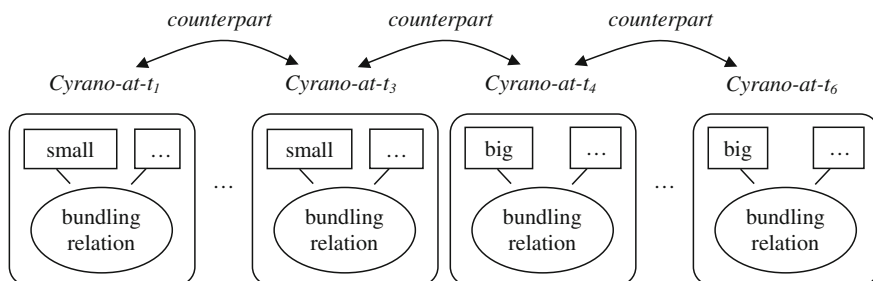 counterpart counterpart counterpart
Cyrano-at-t1 Cyrano-at-t3 Cyrano-at-t4 Cyrano-at-t6
small … small … big … big …
… …
bundling bundling bundling bundling
relation relation relation relation